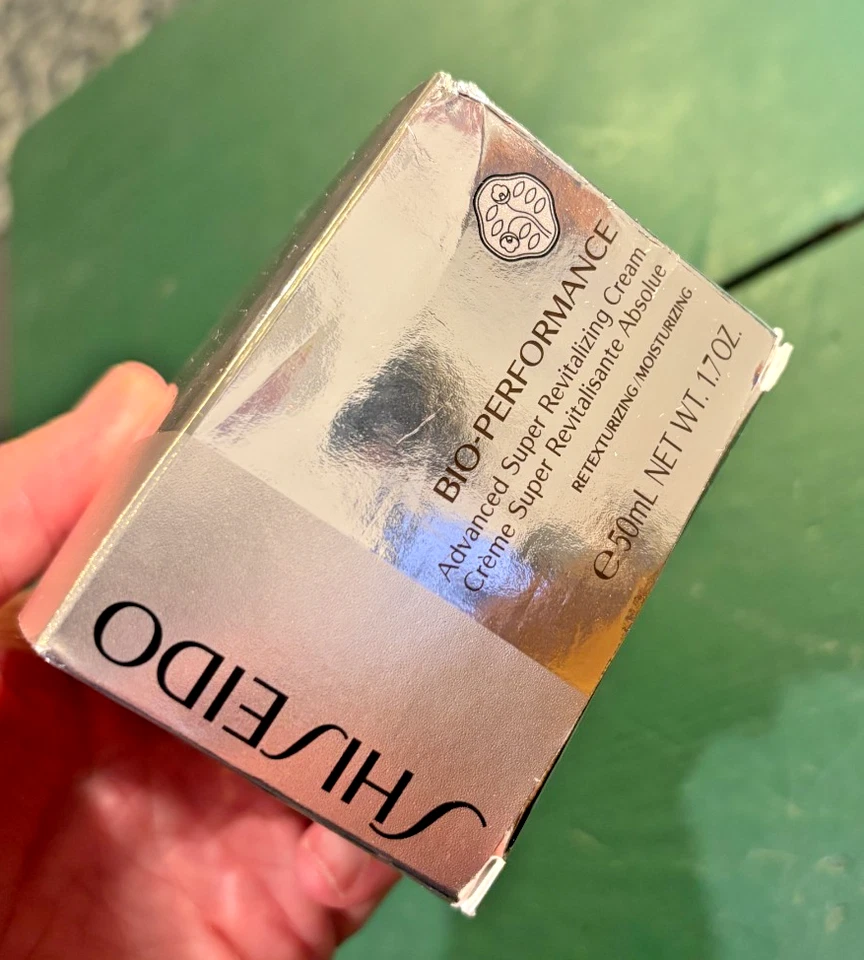 SHISEIDO
BIO-PERFORMANCE
Advanced Super Revitalizing Cream
Crème Super Revitalisante Absolue
RETEXTURIZING/MOISTURIZING
℮50mL NET WT. 1.7OZ.